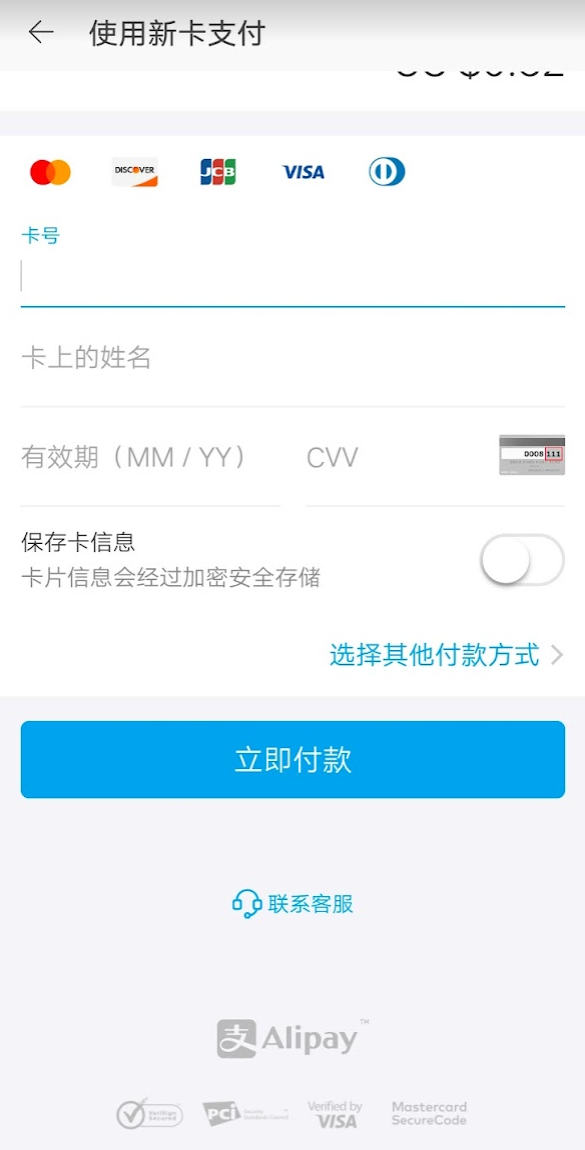 使用新卡支付
DISCOVER
JCB
VISA
卡号
卡上的姓名
有效期（MM / YY）
CVV
0008 111
保存卡信息
卡片信息会经过加密安全存储
选择其他付款方式
立即付款
联系客服
支 Alipay™
VeriSign
Secured
PCI
Security
Standards Council
Verified by
VISA
Mastercard
SecureCode